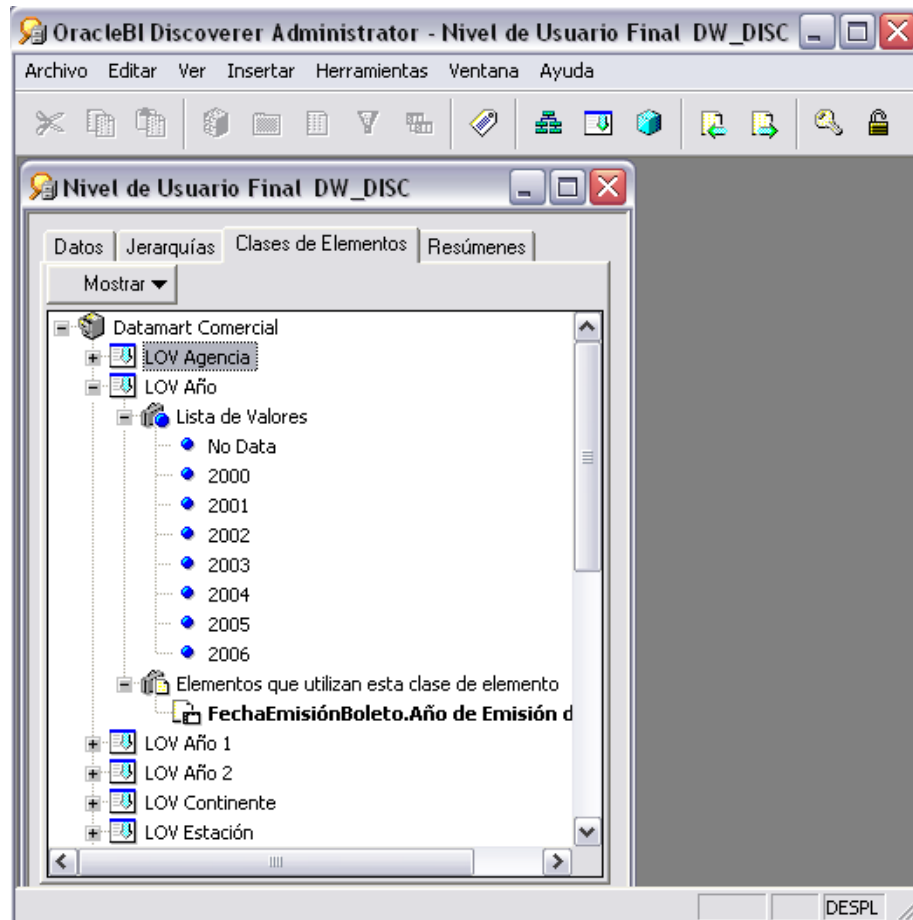 OracleBI Discoverer Administrator - Nivel de Usuario Final DW_DISC
Archivo Editar Ver Insertar Herramientas Ventana Ayuda
Nivel de Usuario Final DW_DISC
Datos Jerarquías Clases de Elementos Resúmenes
Mostrar
Datamart Comercial
LOV Agencia
LOV Año
Lista de Valores
No Data
2000
2001
2002
2003
2004
2005
2006
Elementos que utilizan esta clase de elemento
FechaEmisiónBoleto.Año de Emisión d
LOV Año 1
LOV Año 2
LOV Continente
LOV Estación
DESPL